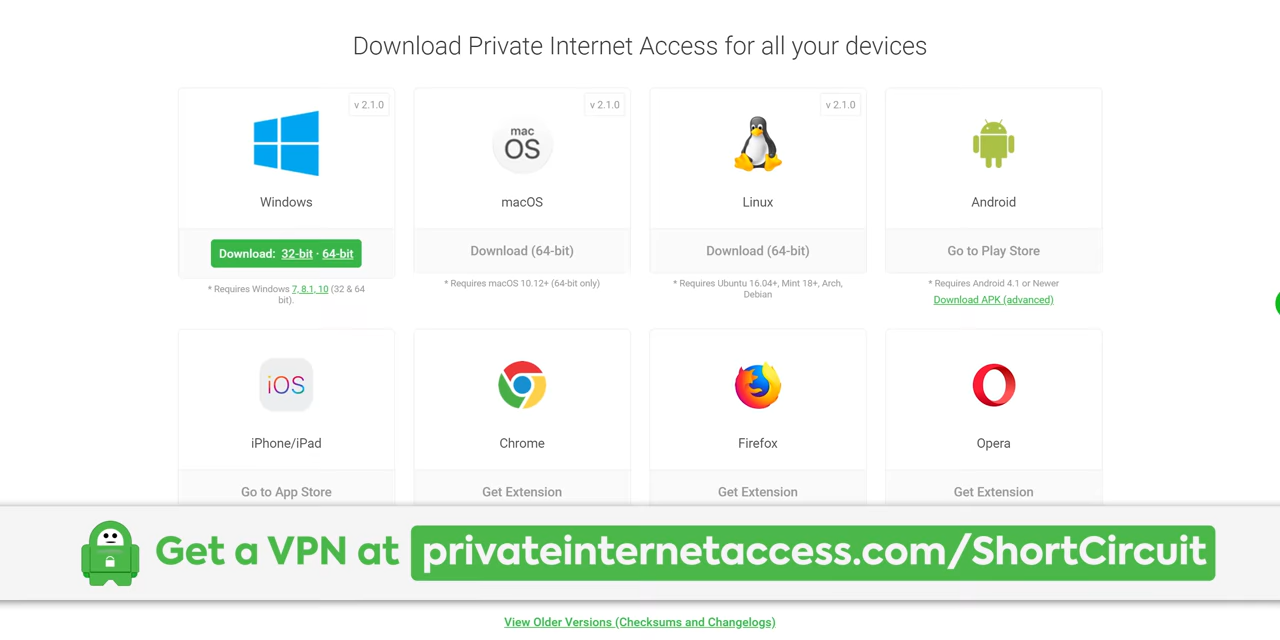 Download Private Internet Access for all your devices
v 2.1.0
Windows
Download: 32-bit · 64-bit
* Requires Windows 7, 8.1, 10 (32 & 64
bit).
v 2.1.0
mac
OS
macOS
Download (64-bit)
* Requires macOS 10.12+ (64-bit only)
v 2.1.0
Linux
Download (64-bit)
* Requires Ubuntu 16.04+, Mint 18+, Arch,
Debian
Android
Go to Play Store
* Requires Android 4.1 or Newer
Download APK (advanced)
iOS
iPhone/iPad
Go to App Store
Chrome
Get Extension
Firefox
Get Extension
Opera
Get Extension
Get a VPN at privateinternetaccess.com/ShortCircuit
View Older Versions (Checksums and Changelogs)